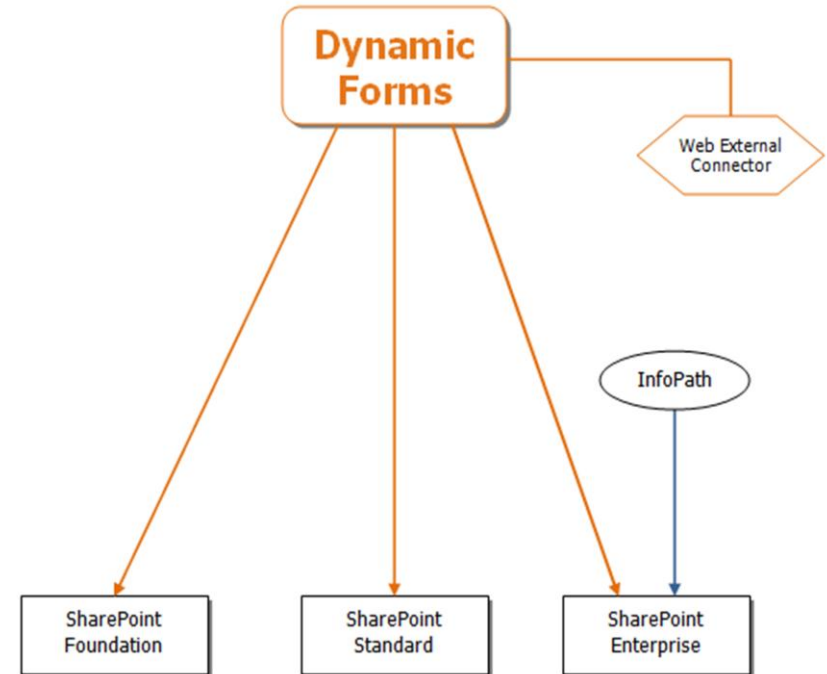 Dynamic
Forms
Web External
Connector
InfoPath
SharePoint
Foundation
SharePoint
Standard
SharePoint
Enterprise